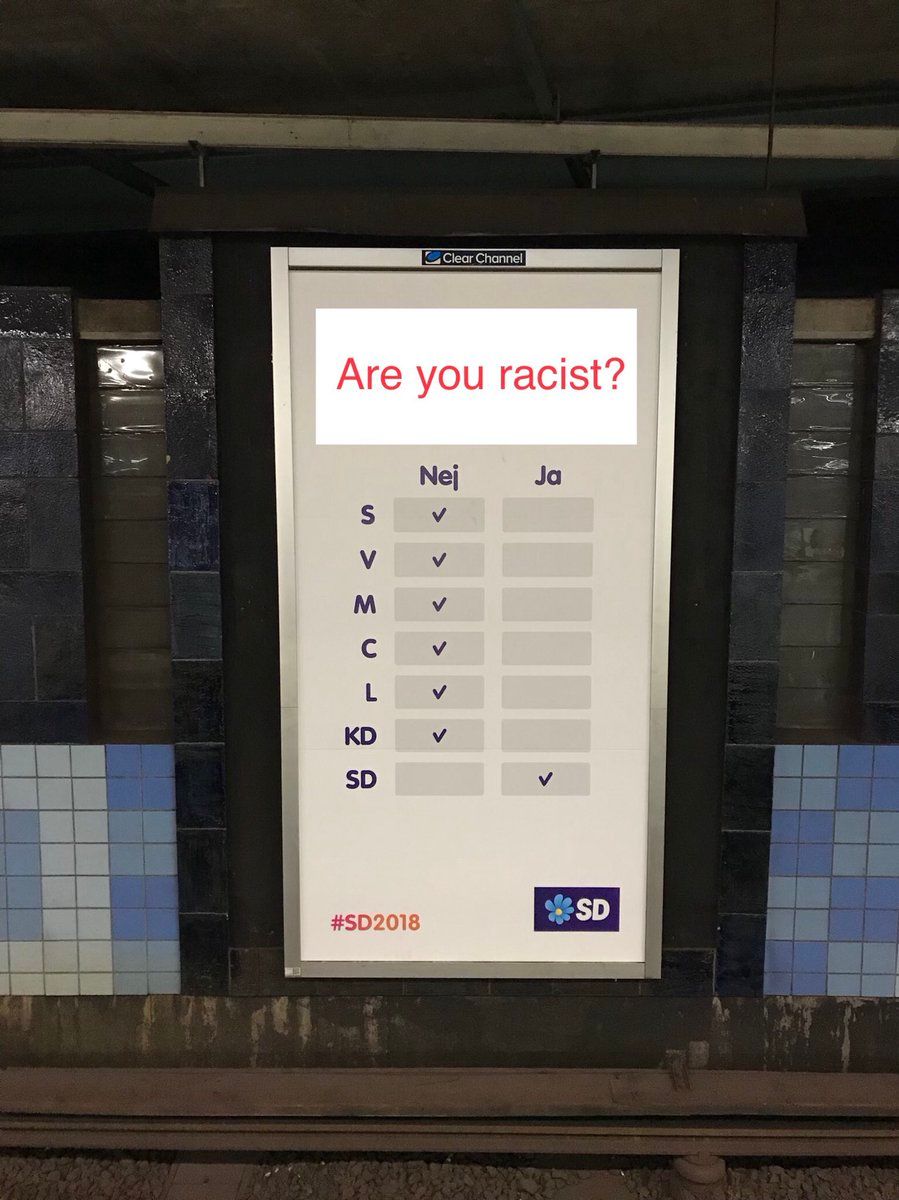 Clear Channel
Are you racist?
Nej Ja
S ✓
V ✓
M ✓
C ✓
L ✓
KD ✓
SD ✓
#SD2018
SD